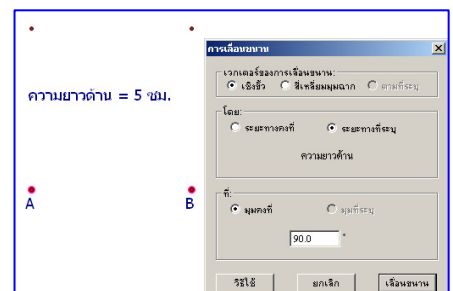 การเลื่อนขนาน
เวกเตอร์ของการเลื่อนขนาน:
เชิงขั้ว สี่เหลี่ยมมุมฉาก ตามที่ระบุ
ความยาวด้าน = 5 ซม.
โดย:
ระยะทางคงที่ ระยะทางที่ระบุ
ความยาวด้าน
A B
ที่:
มุมคงที่ มุมที่ระบุ
90.0 °
วิธีใช้ ยกเลิก เลื่อนขนาน